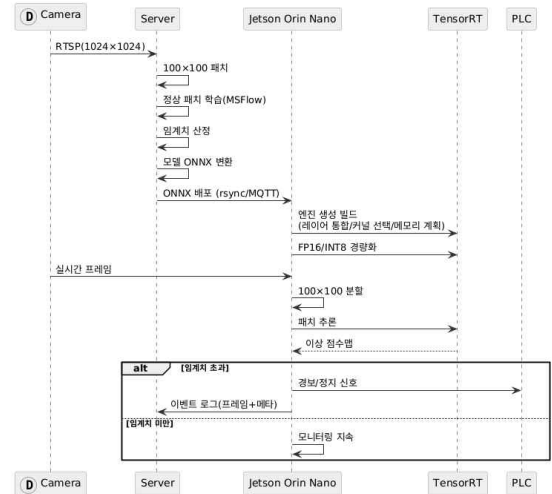 D Camera
Server
Jetson Orin Nano
TensorRT
PLC
RTSP(1024×1024)
100×100 패치
정상 패치 학습(MSFlow)
임계치 산정
모델 ONNX 변환
ONNX 배포 (rsync/MQTT)
엔진 생성 빌드
(레이어 통합/커널 선택/메모리 계획)
FP16/INT8 경량화
실시간 프레임
100×100 분할
패치 추론
이상 점수맵
alt [임계치 초과]
경보/정지 신호
이벤트 로그(프레임+메타)
[임계치 미만]
모니터링 지속
D Camera
Server
Jetson Orin Nano
TensorRT
PLC